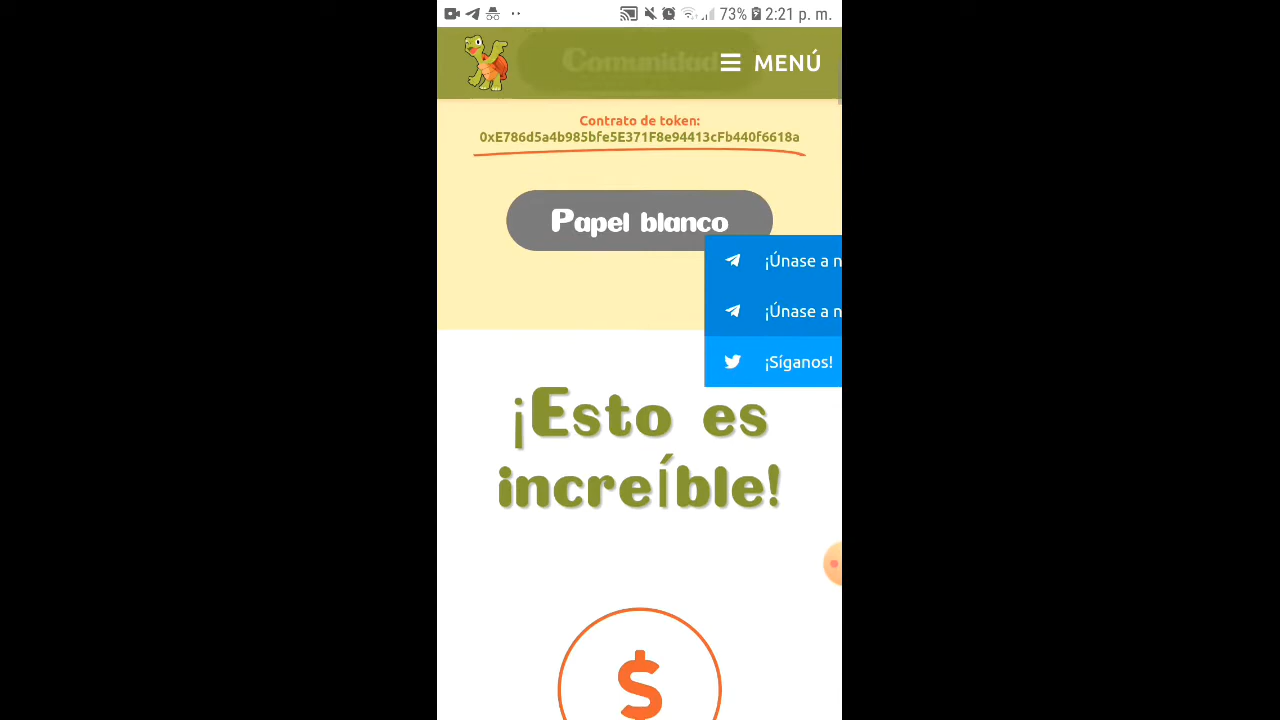 73% 2:21 p. m.
Comunidad
MENÚ
Contrato de token:
0xE786d5a4b985bfe5E371F8e94413cFb440f6618a
Papel blanco
¡Únase a n
¡Únase a n
¡Síganos!
¡Esto es
increíble!
$